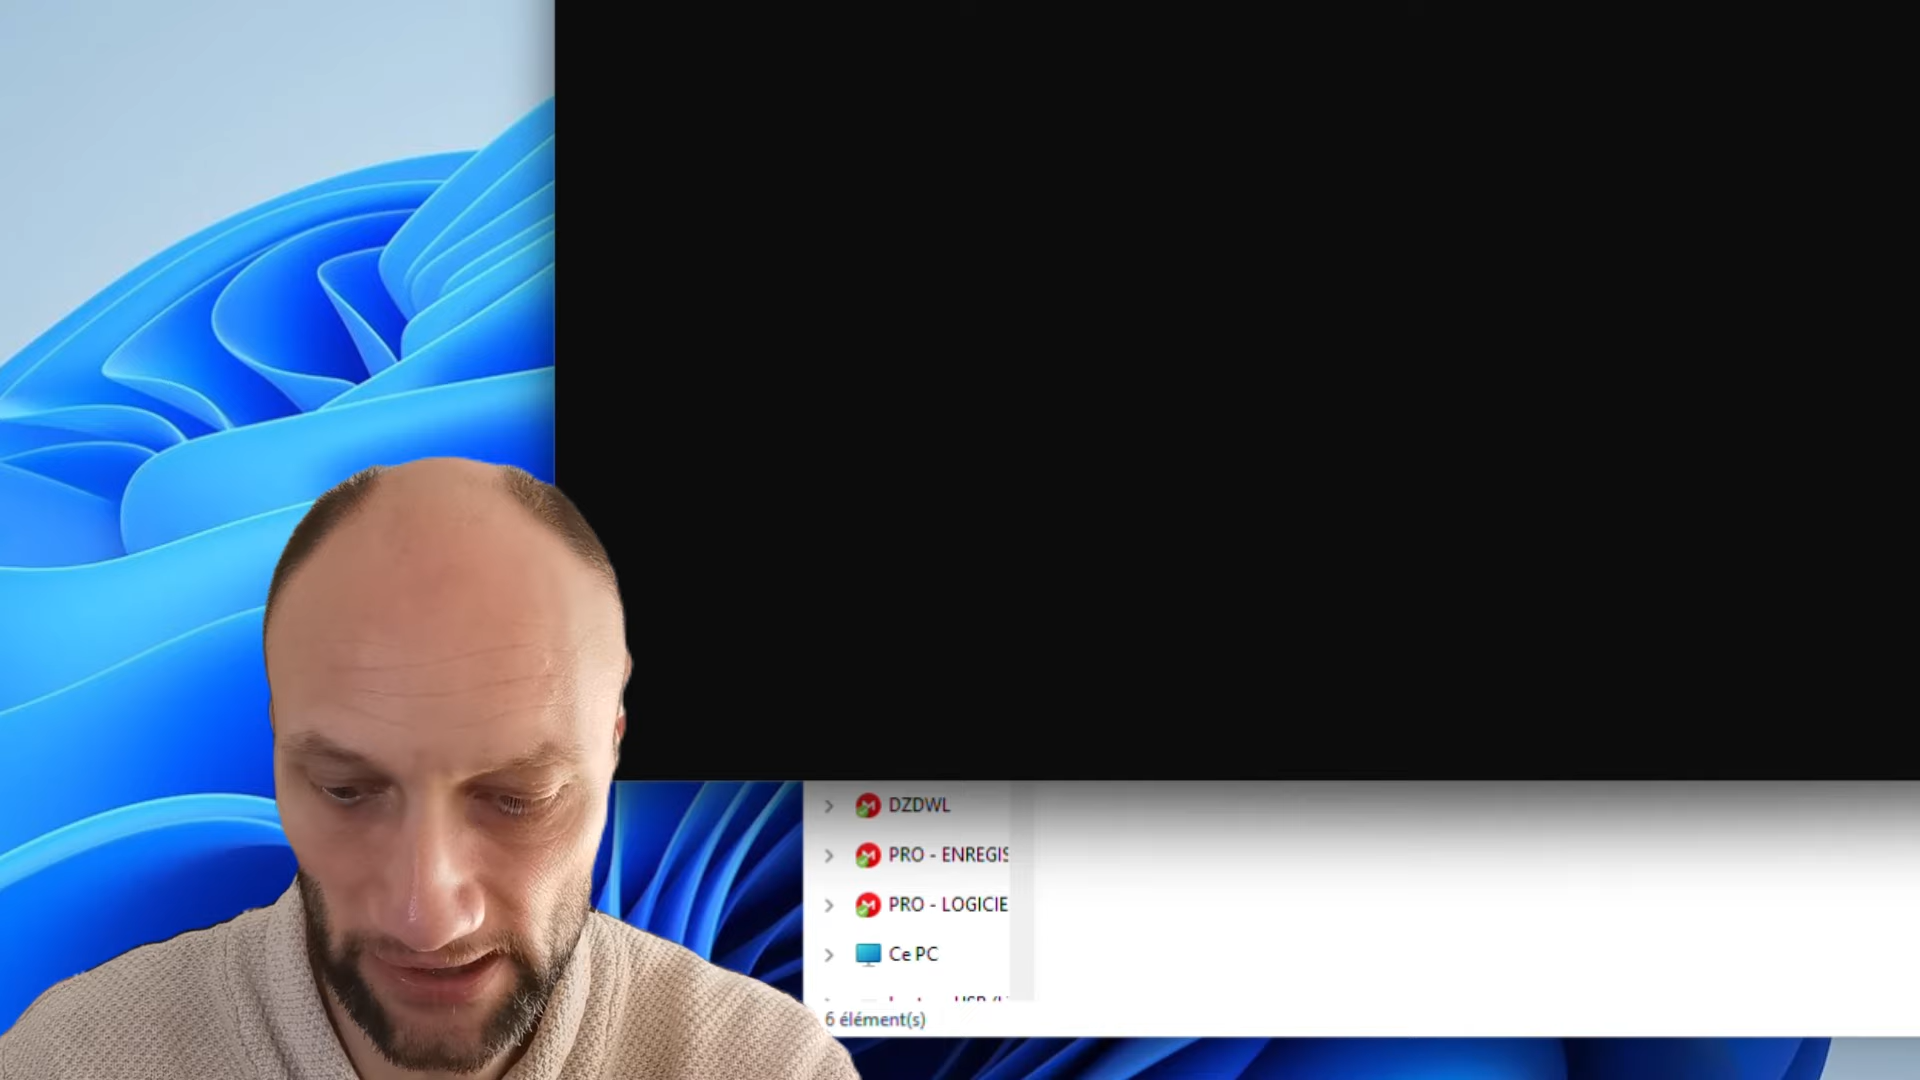 DZDWL
PRO - ENREGIS
PRO - LOGICIE
Ce PC
6 élément(s)